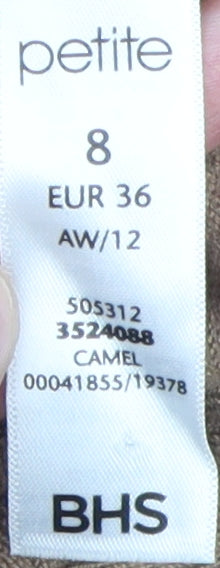 petite
8
EUR 36
AW/12
505312
3524088
CAMEL
00041855/19378
BHS